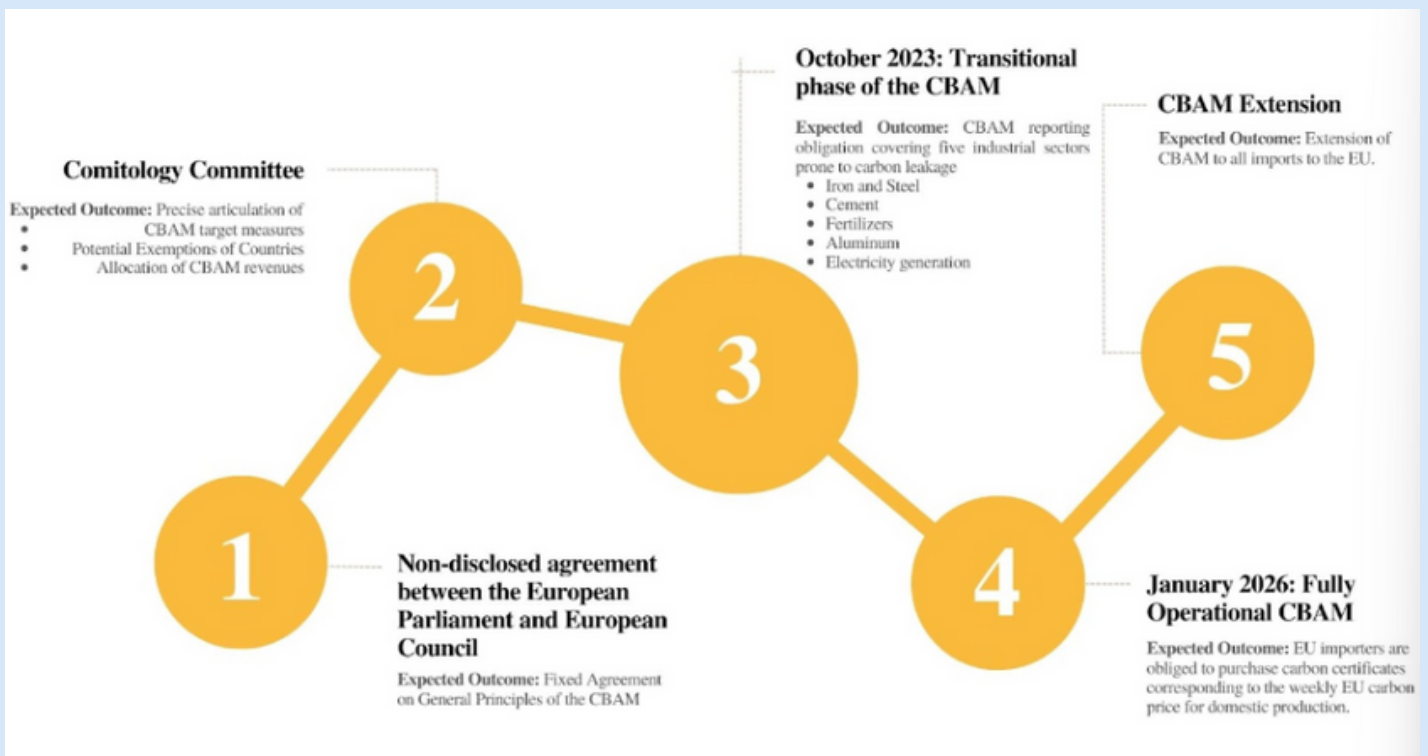 1
Non-disclosed agreement
between the European
Parliament and European
Council
Expected Outcome: Fixed Agreement
on General Principles of the CBAM
2
Comitology Committee
Expected Outcome: Precise articulation of
• CBAM target measures
• Potential Exemptions of Countries
• Allocation of CBAM revenues
3
October 2023: Transitional
phase of the CBAM
Expected Outcome: CBAM reporting
obligation covering five industrial sectors
prone to carbon leakage
• Iron and Steel
• Cement
• Fertilizers
• Aluminum
• Electricity generation
4
January 2026: Fully
Operational CBAM
Expected Outcome: EU importers are
obliged to purchase carbon certificates
corresponding to the weekly EU carbon
price for domestic production.
5
CBAM Extension
Expected Outcome: Extension of
CBAM to all imports to the EU.